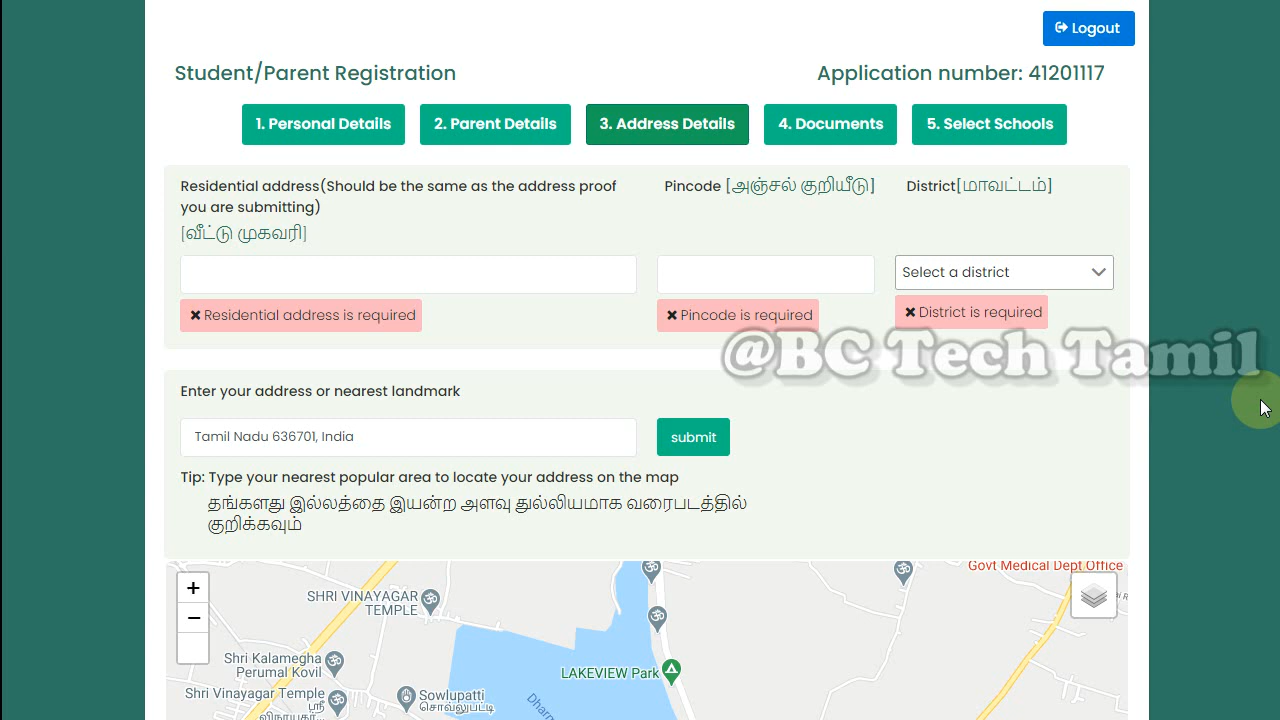 Logout
Student/Parent Registration
Application number: 41201117
1. Personal Details
2. Parent Details
3. Address Details
4. Documents
5. Select Schools
Residential address(Should be the same as the address proof
you are submitting)
[வீட்டு முகவரி]
Pincode [அஞ்சல் குறியீடு]
District[மாவட்டம்]
Select a district
✖ Residential address is required
✖ Pincode is required
✖ District is required
@BC Tech Tamil
Enter your address or nearest landmark
Tamil Nadu 636701, India
submit
Tip: Type your nearest popular area to locate your address on the map
தங்களது இல்லத்தை இயன்ற அளவு துல்லியமாக வரைபடத்தில்
குறிக்கவும்
+
−
Govt Medical Dept Office
SHRI VINAYAGAR
TEMPLE
Shri Kalamegha
Perumal Kovil
LAKEVIEW Park
Shri Vinayagar Temple
ஸ்ரீ
விநாயகர்...
Sowlupatti
சொவ்லுபட்டி